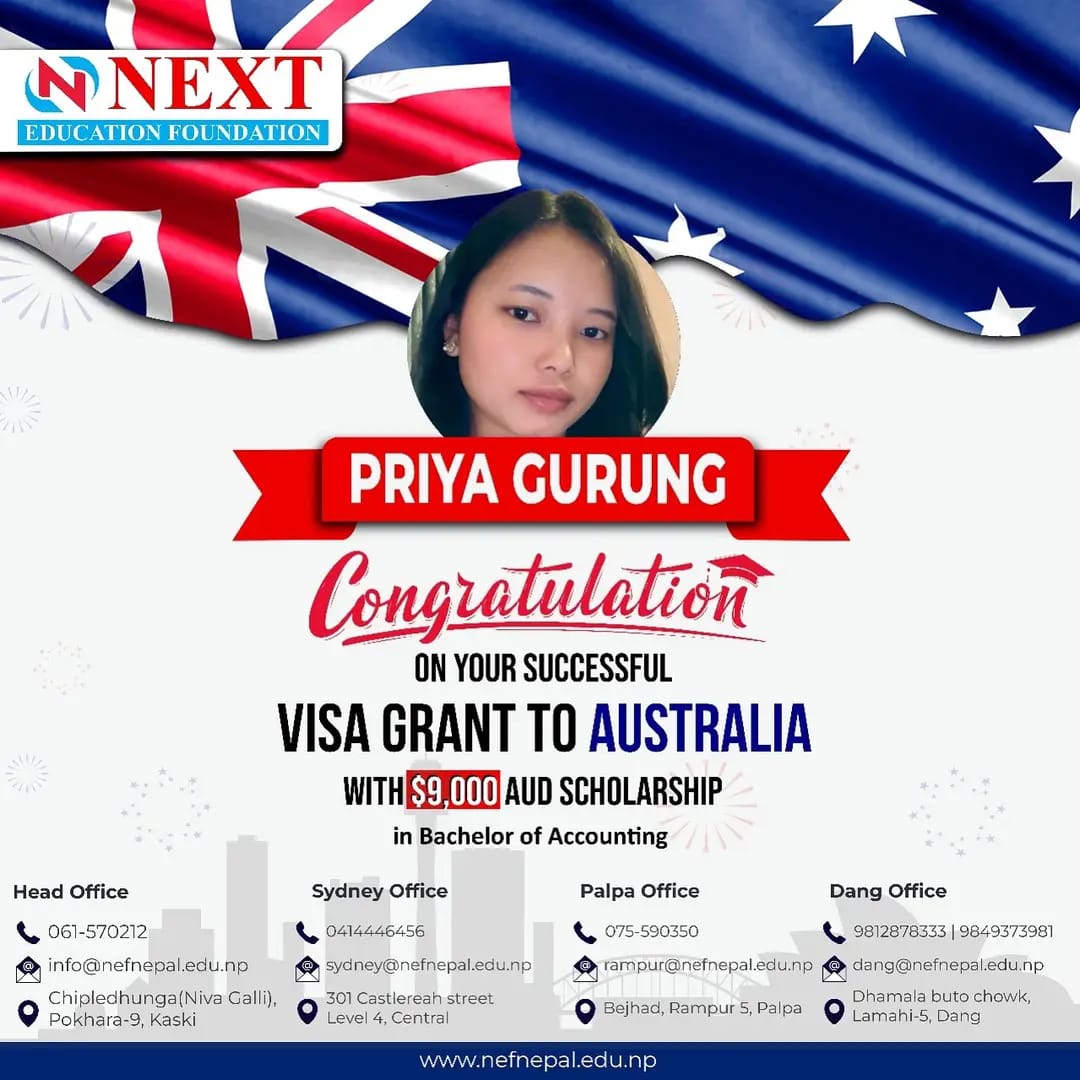 NEXT
EDUCATION FOUNDATION
PRIYA GURUNG
Congratulation
ON YOUR SUCCESSFUL
VISA GRANT TO AUSTRALIA
WITH $9,000 AUD SCHOLARSHIP
in Bachelor of Accounting
Head Office
061-570212
info@nefnepal.edu.np
Chipledhunga(Niva Galli),
Pokhara-9, Kaski
Sydney Office
0414446456
sydney@nefnepal.edu.np
301 Castlereah street
Level 4, Central
Palpa Office
075-590350
rampur@nefnepal.edu.np
Bejhad, Rampur 5, Palpa
Dang Office
9812878333 | 9849373981
dang@nefnepal.edu.np
Dhamala buto chowk,
Lamahi-5, Dang
www.nefnepal.edu.np